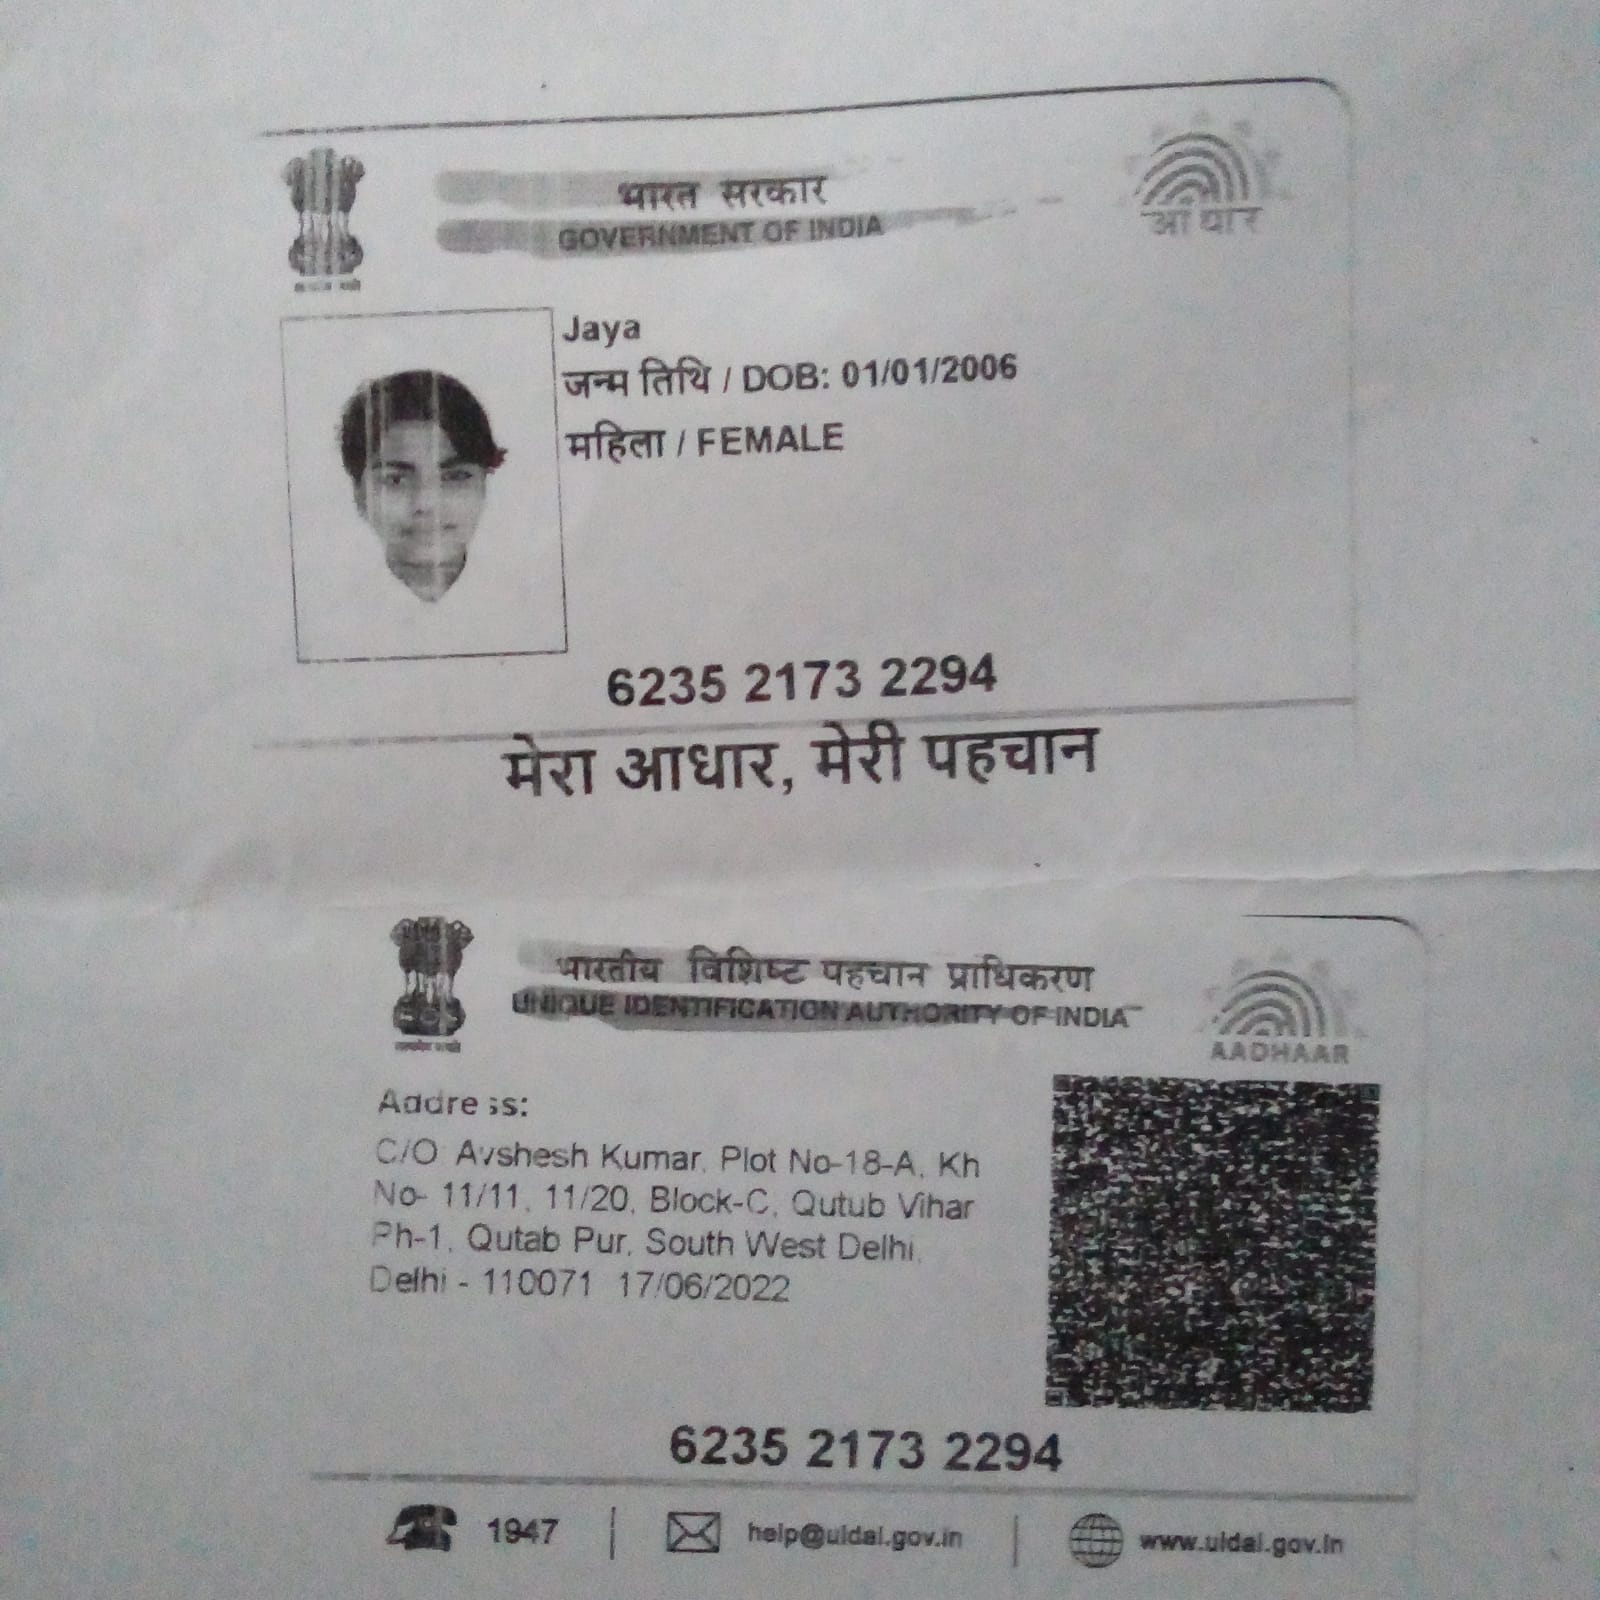 भारत सरकार
GOVERNMENT OF INDIA
आधार
Jaya
जन्म तिथि / DOB: 01/01/2006
महिला / FEMALE
6235 2173 2294
मेरा आधार, मेरी पहचान
भारतीय विशिष्ट पहचान प्राधिकरण
UNIQUE IDENTIFICATION AUTHORITY OF INDIA
AADHAAR
Address:
C/O Avshesh Kumar, Plot No-18-A, Kh
No- 11/11, 11/20, Block-C, Qutub Vihar
Ph-1, Qutab Pur, South West Delhi,
Delhi - 110071 17/06/2022
6235 2173 2294
1947 | help@uidai.gov.in | www.uidai.gov.in